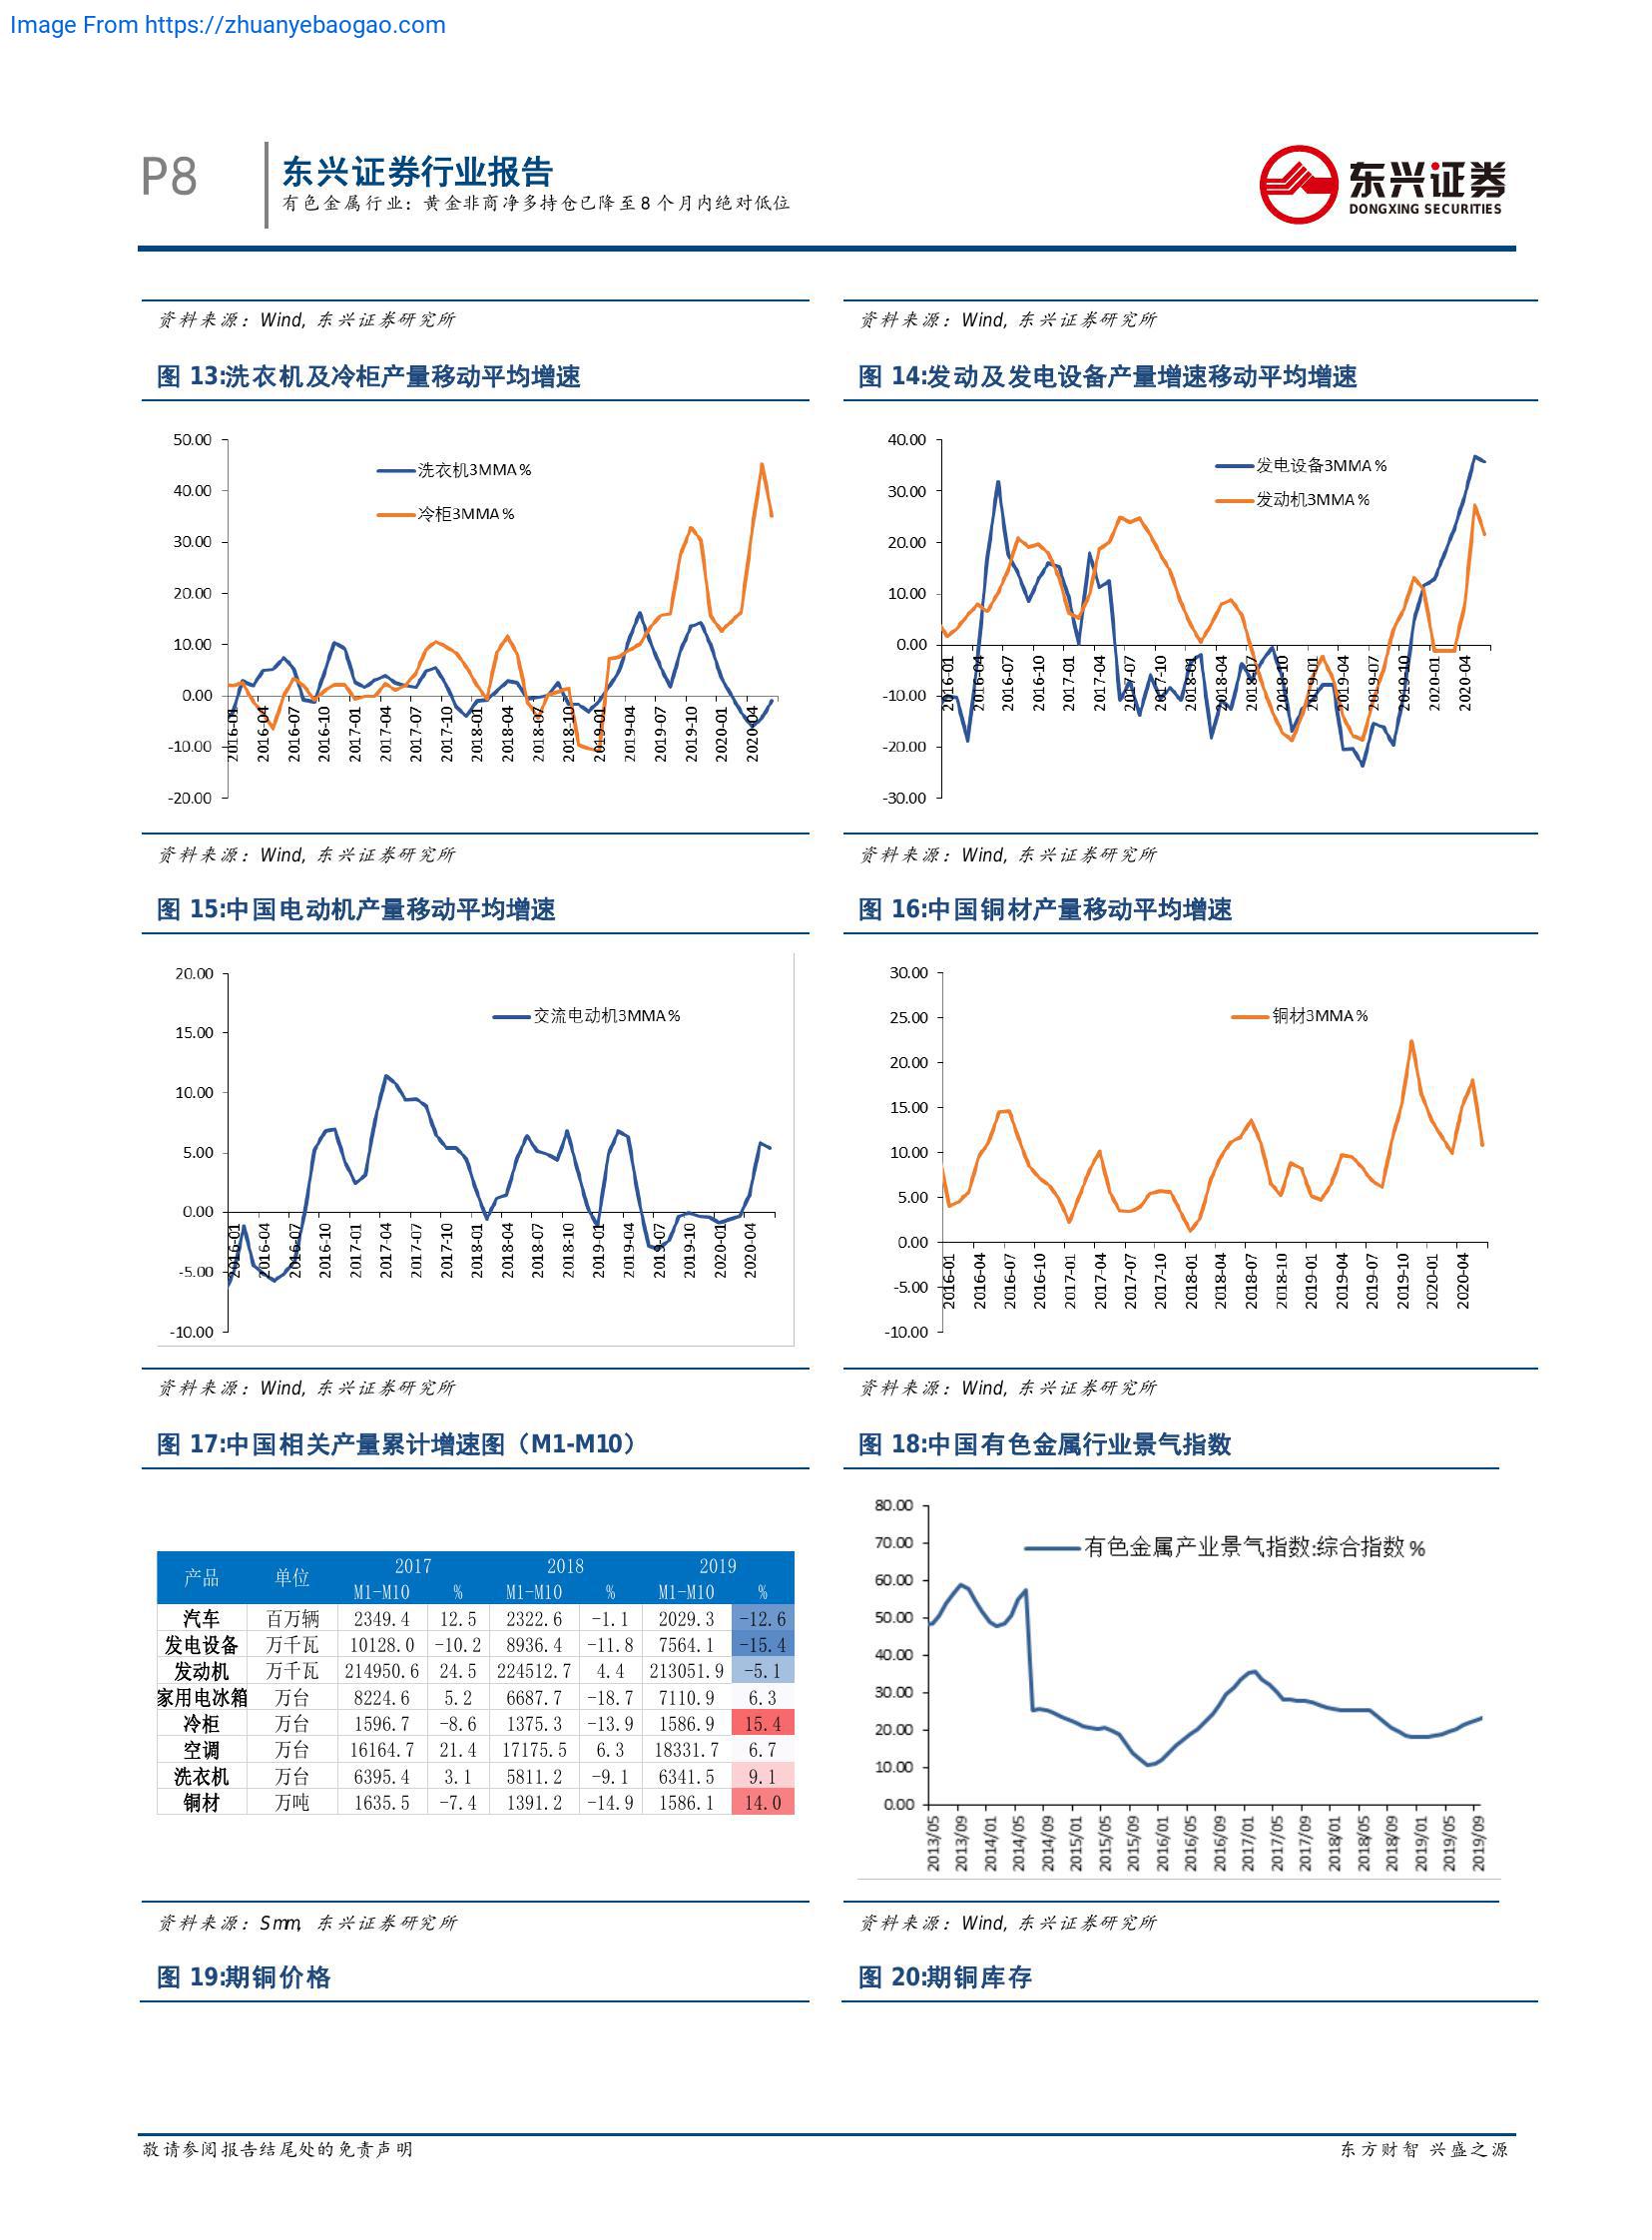 Image From https://zhuanyebaogao.com
P8
东兴证券行业报告
有色金属行业：黄金非商净多持仓已降至8个月内绝对低位
东兴证券
DONGXING SECURITIES
资料来源：Wind, 东兴证券研究所
资料来源：Wind, 东兴证券研究所
图 13:洗衣机及冷柜产量移动平均增速
图 14:发动及发电设备产量增速移动平均增速
50.00
40.00
30.00
20.00
10.00
0.00
-10.00
-20.00
洗衣机3MMA%
冷柜3MMA%
2016-01 2016-04 2016-07 2016-10 2017-01 2017-04 2017-07 2017-10 2018-01 2018-04 2018-07 2018-10 2019-01 2019-04 2019-07 2019-10 2020-01 2020-04
40.00
30.00
20.00
10.00
0.00
-10.00
-20.00
-30.00
发电设备3MMA%
发动机3MMA%
2016-01 2016-04 2016-07 2016-10 2017-01 2017-04 2017-07 2017-10 2018-01 2018-04 2018-07 2018-10 2019-01 2019-04 2019-07 2019-10 2020-01 2020-04
资料来源：Wind, 东兴证券研究所
资料来源：Wind, 东兴证券研究所
图 15:中国电动机产量移动平均增速
图 16:中国铜材产量移动平均增速
20.00
15.00
10.00
5.00
0.00
-5.00
-10.00
交流电动机3MMA%
2016-01 2016-04 2016-07 2016-10 2017-01 2017-04 2017-07 2017-10 2018-01 2018-04 2018-07 2018-10 2019-01 2019-04 2019-07 2019-10 2020-01 2020-04
30.00
25.00
20.00
15.00
10.00
5.00
0.00
-5.00
-10.00
铜材3MMA%
2016-01 2016-04 2016-07 2016-10 2017-01 2017-04 2017-07 2017-10 2018-01 2018-04 2018-07 2018-10 2019-01 2019-04 2019-07 2019-10 2020-01 2020-04
资料来源：Wind, 东兴证券研究所
资料来源：Wind, 东兴证券研究所
图 17:中国相关产量累计增速图（M1-M10）
图 18:中国有色金属行业景气指数
产品 单位 2017 2018 2019
M1-M10 % M1-M10 % M1-M10 %
汽车 百万辆 2349.4 12.5 2322.6 -1.1 2029.3 -12.6
发电设备 万千瓦 10128.0 -10.2 8936.4 -11.8 7564.1 -15.4
发动机 万千瓦 214950.6 24.5 224512.7 4.4 213051.9 -5.1
家用电冰箱 万台 8224.6 5.2 6687.7 -18.7 7110.9 6.3
冷柜 万台 1596.7 -8.6 1375.3 -13.9 1586.9 15.4
空调 万台 16164.7 21.4 17175.5 6.3 18331.7 6.7
洗衣机 万台 6395.4 3.1 5811.2 -9.1 6341.5 9.1
铜材 万吨 1635.5 -7.4 1391.2 -14.9 1586.1 14.0
80.00
70.00
60.00
50.00
40.00
30.00
20.00
10.00
0.00
有色金属产业景气指数:综合指数%
2013/05 2013/09 2014/01 2014/05 2014/09 2015/01 2015/05 2015/09 2016/01 2016/05 2016/09 2017/01 2017/05 2017/09 2018/01 2018/05 2018/09 2019/01 2019/05 2019/09
资料来源：Smm, 东兴证券研究所
资料来源：Wind, 东兴证券研究所
图 19:期铜价格
图 20:期铜库存
敬请参阅报告结尾处的免责声明
东方财智 兴盛之源